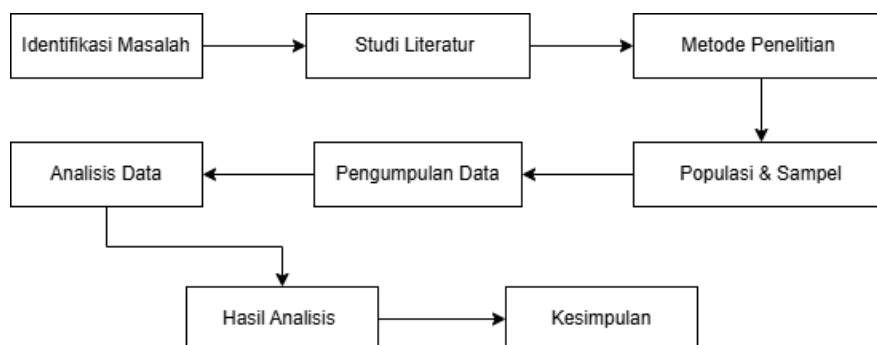 Identifikasi Masalah
Studi Literatur
Metode Penelitian
Populasi & Sampel
Pengumpulan Data
Analisis Data
Hasil Analisis
Kesimpulan